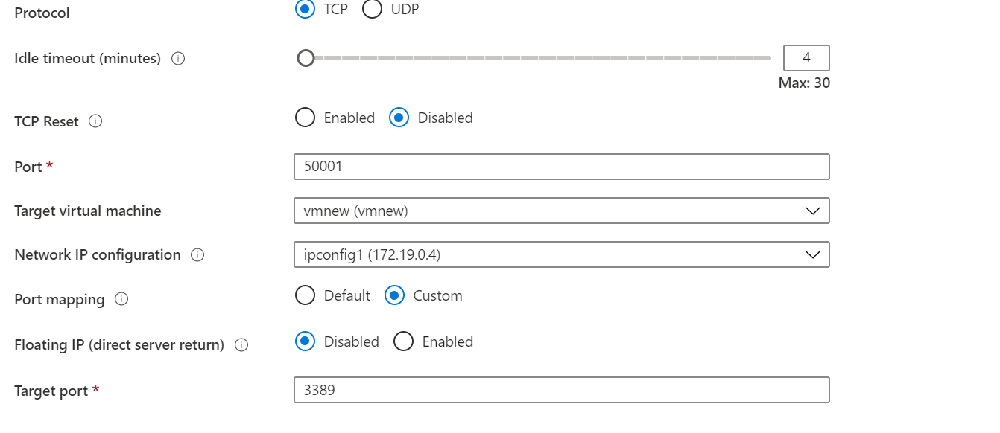 Protocol TCP UDP
Idle timeout (minutes) 4
Max: 30
TCP Reset Enabled Disabled
Port * 50001
Target virtual machine vmnew (vmnew)
Network IP configuration ipconfig1 (172.19.0.4)
Port mapping Default Custom
Floating IP (direct server return) Disabled Enabled
Target port * 3389